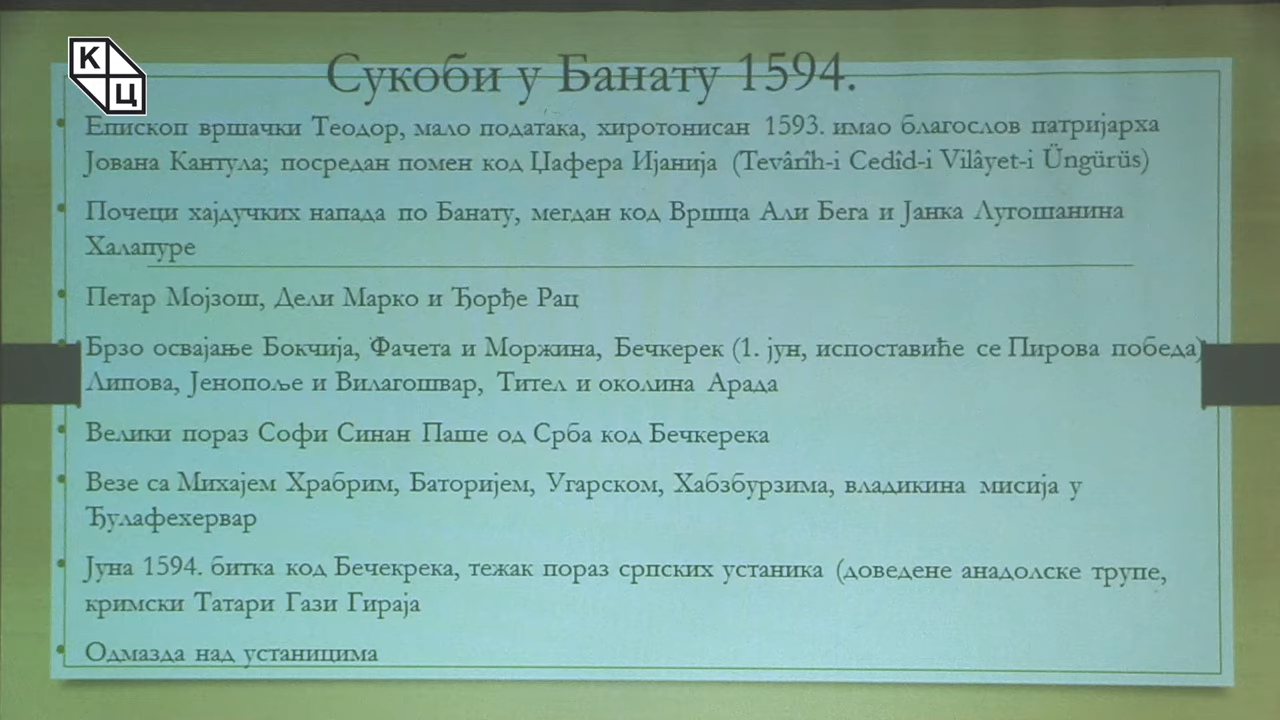 К
Ц
Сукоби у Банату 1594.
Епископ вршачки Теодор, мало података, хиротонисан 1593. имао благослов патријарха
Јована Кантула; посредан помен код Џафера Ијанија (Tevârîh-i Cedîd-i Vilâyet-i Üngürüs)
Почеци хајдучких напада по Банату, мегдан код Вршца Али Бега и Јанка Лугошанина
Халапуре
Петар Мојзош, Дели Марко и Ђорђе Рац
Брзо освајање Бокчија, Фачета и Моржина, Бечкерек (1. јун, испоставиће се Пирова победа)
Липова, Јенопоље и Вилагошвар, Тител и околина Арада
Велики пораз Софи Синан Паше од Срба код Бечкерека
Везе са Михајем Храбрим, Баторијем, Угарском, Хабзбурзима, владикина мисија у
Ђулафехервар
Јуна 1594. битка код Бечекрека, тежак пораз српских устаника (доведене анадолске трупе,
кримски Татари Гази Гираја
Одмазда над устаницима